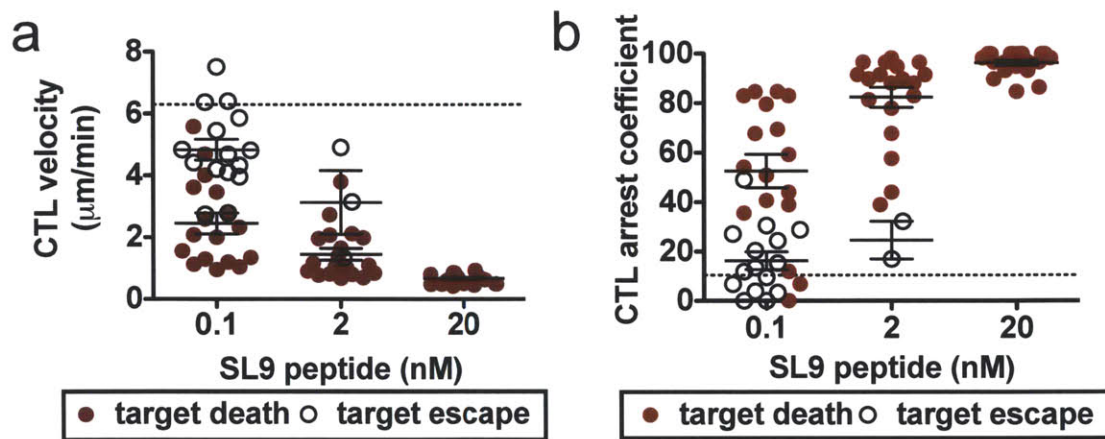 a
CTL velocity
(μm/min)
8
6
4
2
0
0.1 2 20
SL9 peptide (nM)
target death target escape
b
CTL arrest coefficient
100
80
60
40
20
0
0.1 2 20
SL9 peptide (nM)
target death target escape